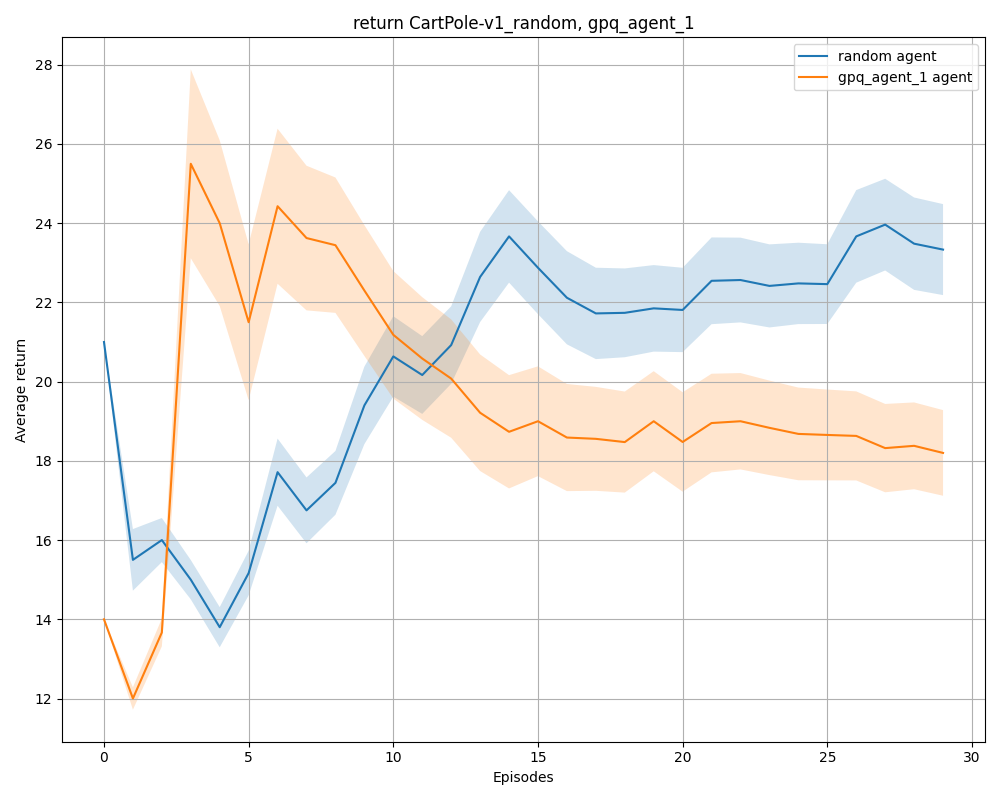 return CartPole-v1_random, gpq_agent_1
random agent
gpq_agent_1 agent
28
26
24
22
20
18
16
14
12
Average return
0 5 10 15 20 25 30
Episodes